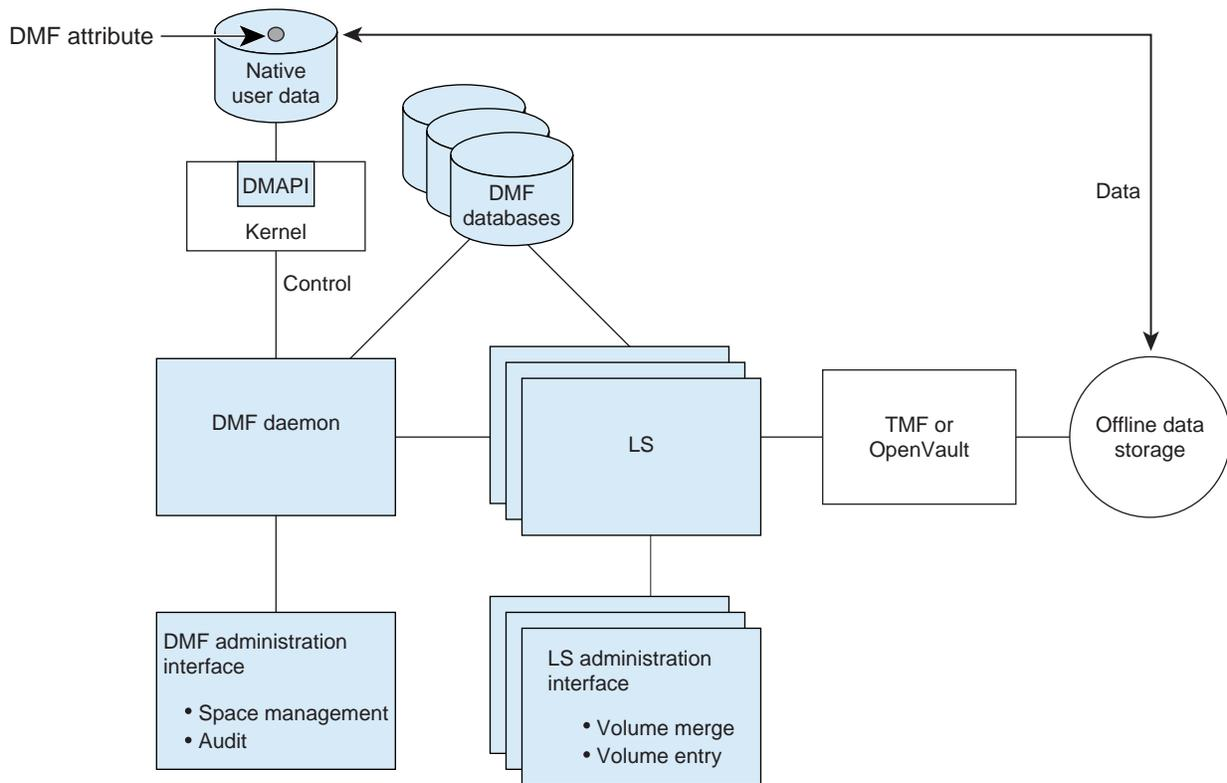 DMF attribute
Native
user data
DMAPI
Kernel
Control
DMF
databases
Data
DMF daemon
LS
TMF or
OpenVault
Offline data
storage
DMF administration
interface
• Space management
• Audit
LS administration
interface
• Volume merge
• Volume entry